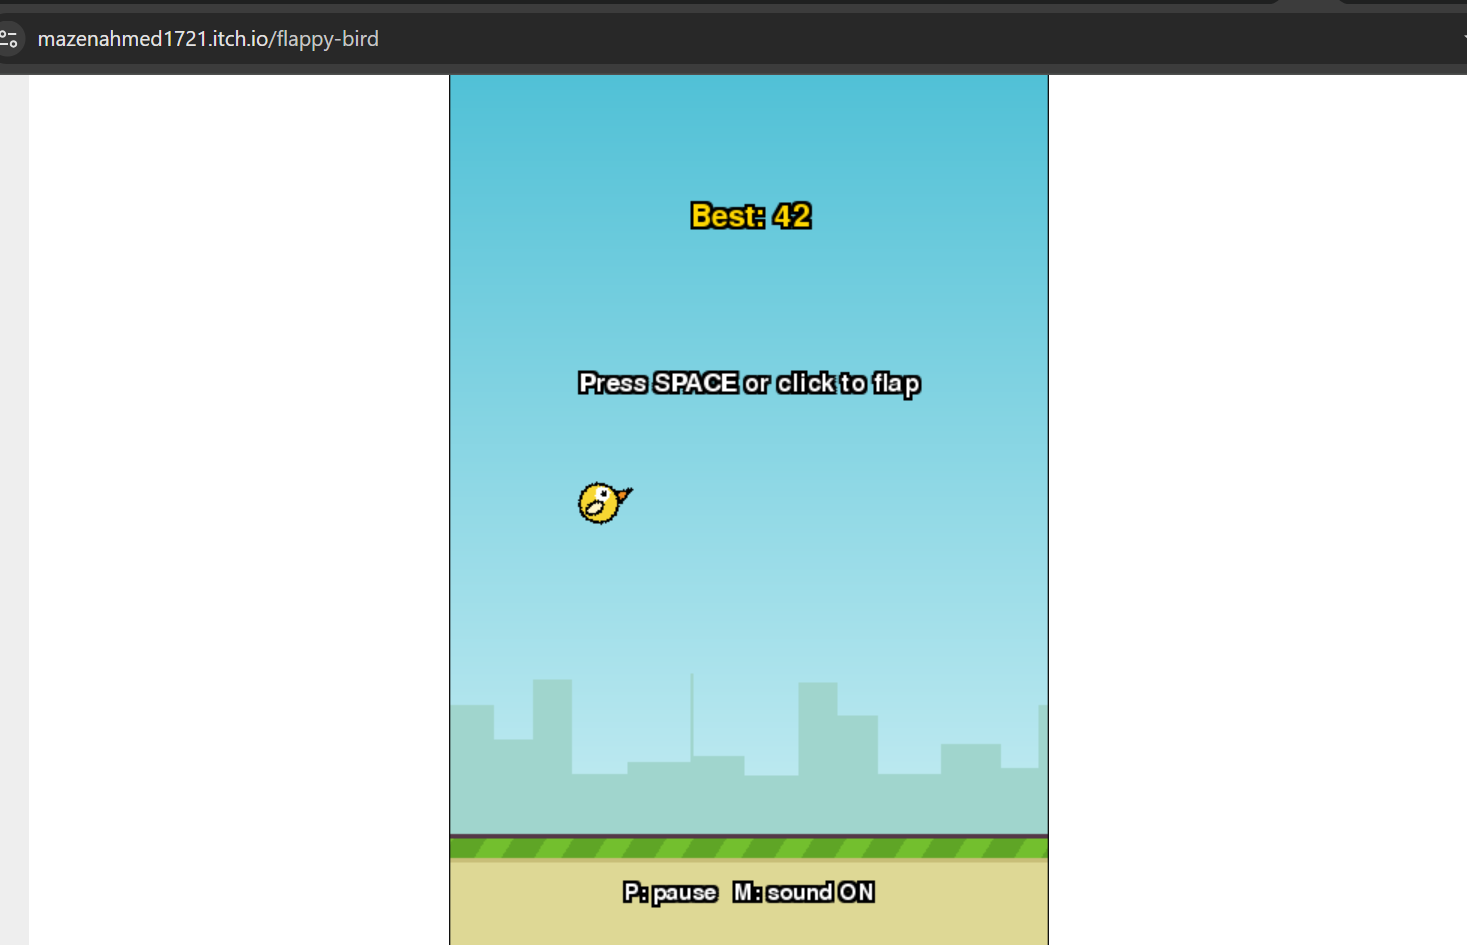 mazenahmed1721.itch.io/flappy-bird
Best: 42
Press SPACE or click to flap
P: pause M: sound ON